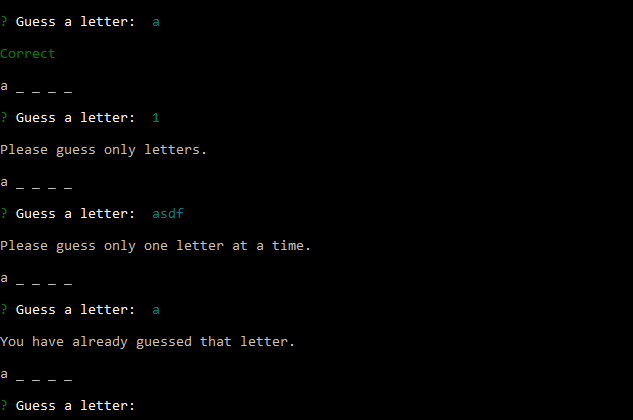 ? Guess a letter:  a
Correct
a _ _ _ _
? Guess a letter:  1
Please guess only letters.
a _ _ _ _
? Guess a letter:  asdf
Please guess only one letter at a time.
a _ _ _ _
? Guess a letter:  a
You have already guessed that letter.
a _ _ _ _
? Guess a letter: